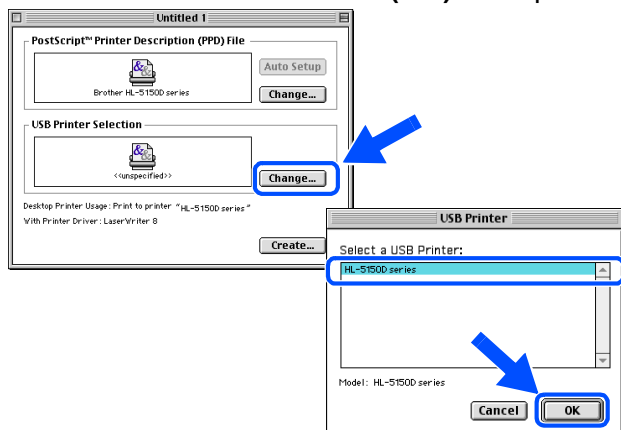 Untitled 1
PostScript™ Printer Description (PPD) File
Auto Setup
Brother HL-5150D series
Change...
USB Printer Selection
<<unspecified>>
Change...
Desktop Printer Usage: Print to printer "HL-5150D series"
With Printer Driver: LaserWriter 8
Create...
USB Printer
Select a USB Printer:
HL-5150D series
Model: HL-5150D series
Cancel
OK